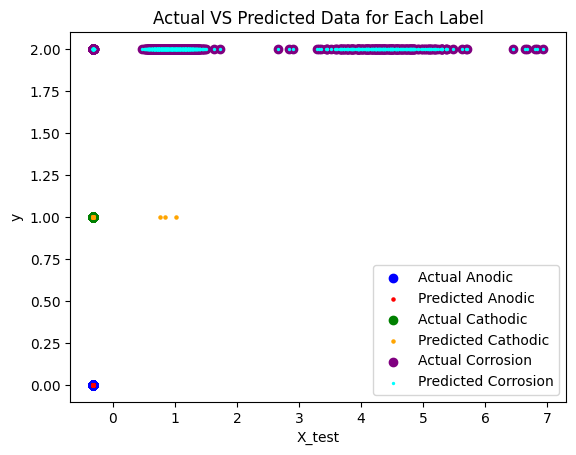 Actual VS Predicted Data for Each Label
2.00
1.75
1.50
1.25
1.00
0.75
0.50
0.25
0.00
y
0 1 2 3 4 5 6 7
X_test
Actual Anodic
Predicted Anodic
Actual Cathodic
Predicted Cathodic
Actual Corrosion
Predicted Corrosion